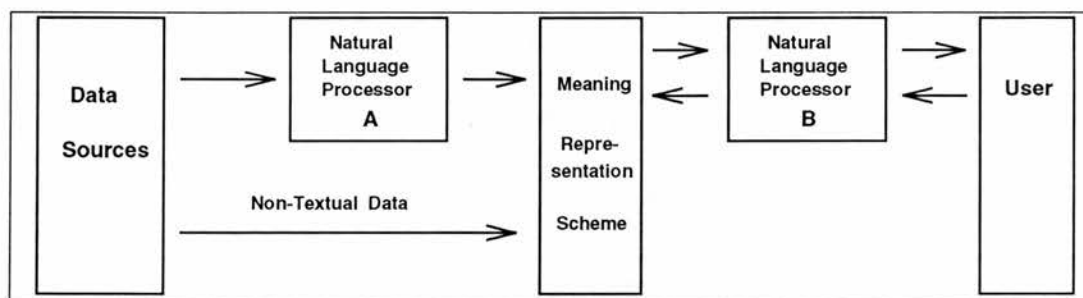 Data
Sources
Natural
Language
Processor
A
Non-Textual Data
Meaning
Repre-
sentation
Scheme
Natural
Language
Processor
B
User